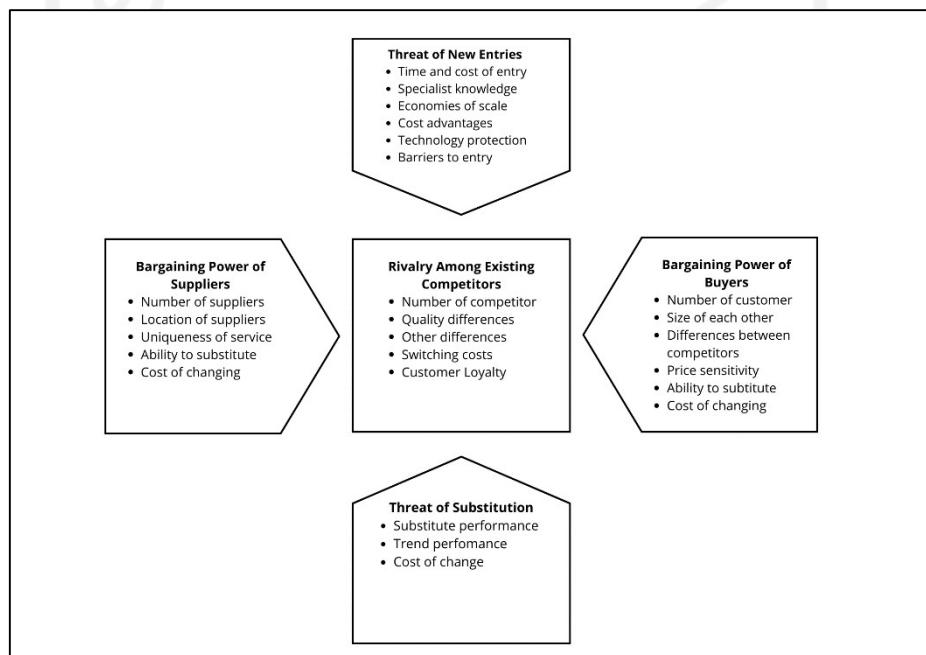 Threat of New Entries
Time and cost of entry
Specialist knowledge
Economies of scale
Cost advantages
Technology protection
Barriers to entry
Bargaining Power of
Suppliers
Number of suppliers
Location of suppliers
Uniqueness of service
Ability to substitute
Cost of changing
Rivalry Among Existing
Competitors
Number of competitor
Quality differences
Other differences
Switching costs
Customer Loyalty
Bargaining Power of
Buyers
Number of customer
Size of each other
Differences between
competitors
Price sensitivity
Ability to subtitute
Cost of changing
Threat of Substitution
Substitute performance
Trend perfomance
Cost of change